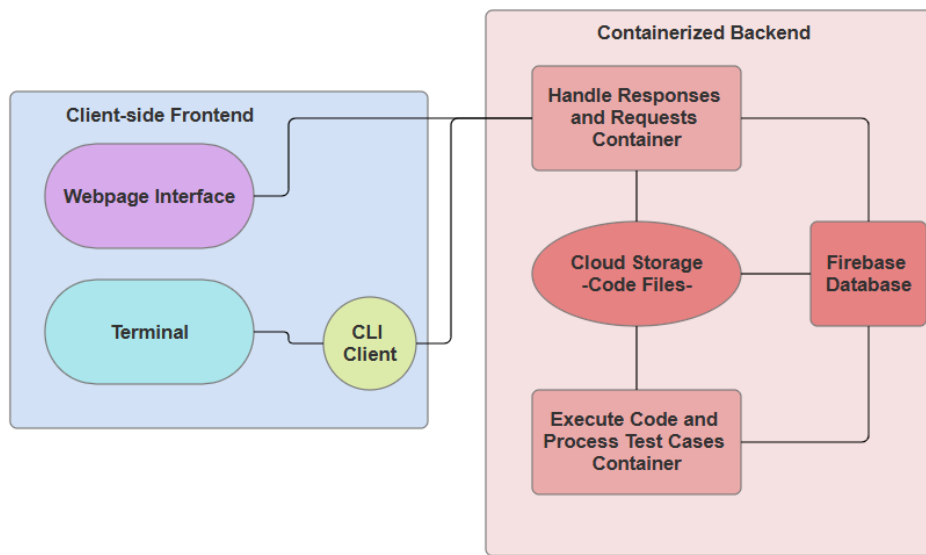 Containerized Backend
Client-side Frontend
Handle Responses
and Requests
Container
Webpage Interface
Cloud Storage
-Code Files-
Firebase
Database
Terminal
CLI
Client
Execute Code and
Process Test Cases
Container